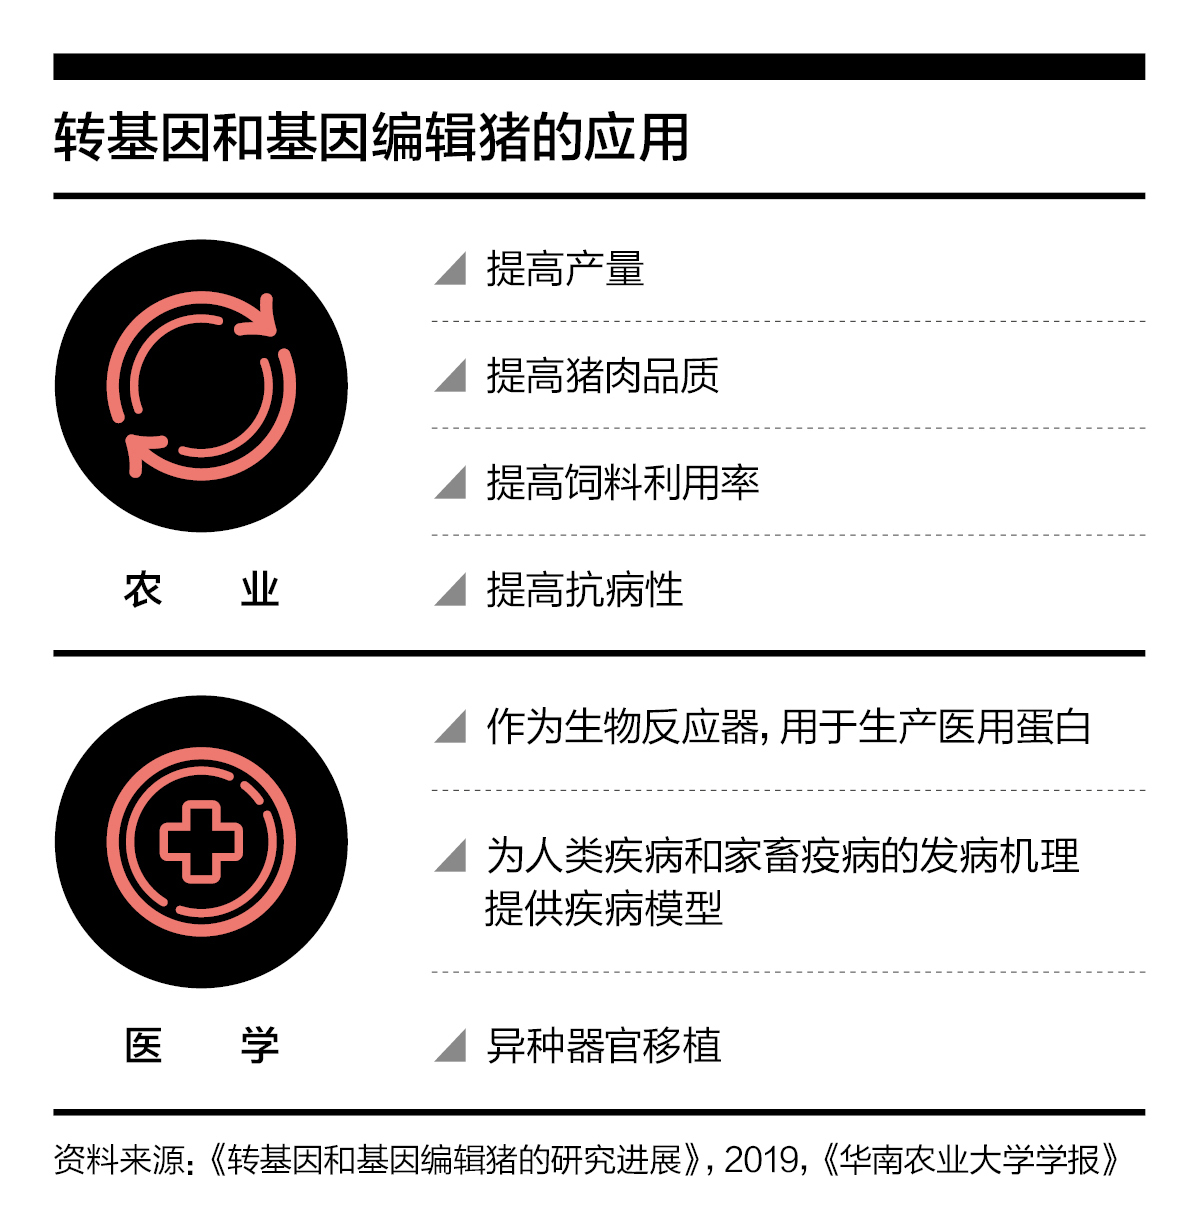 转基因和基因编辑猪的应用
提高产量
提高猪肉品质
提高饲料利用率
农业
提高抗病性
作为生物反应器，用于生产医用蛋白
为人类疾病和家畜疫病的发病机理
提供疾病模型
医学
异种器官移植
资料来源：《转基因和基因编辑猪的研究进展》，2019，《华南农业大学学报》